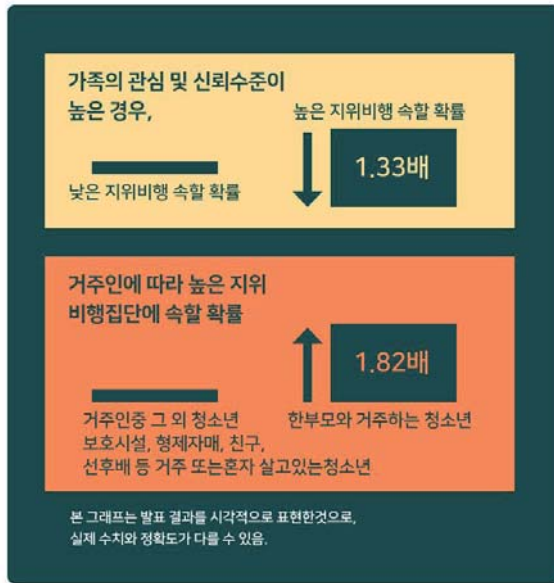 가족의 관심 및 신뢰수준이
높은 경우,
높은 지위비행 속할 확률
1.33배
낮은 지위비행 속할 확률
거주인에 따라 높은 지위
비행집단에 속할 확률
1.82배
거주인중 그 외 청소년
보호시설, 형제자매, 친구,
선후배 등 거주 또는혼자 살고있는청소년
한부모와 거주하는 청소년
본 그래프는 발표 결과를 시각적으로 표현한것으로,
실제 수치와 정확도가 다를 수 있음.